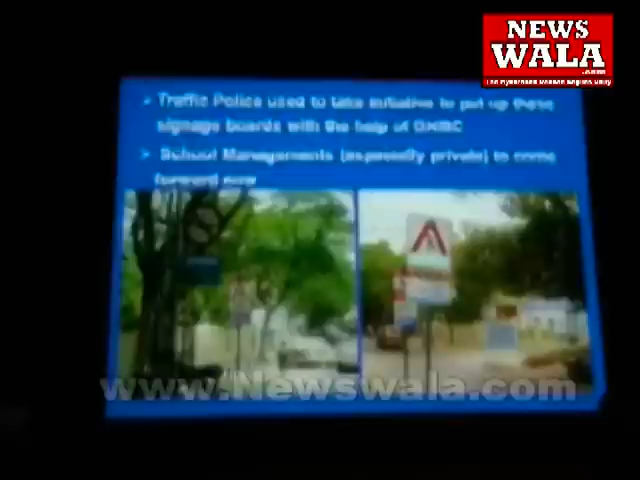 NEWS
WALA
.com
Traffic Police used to take initiative to put up these
signage boards with the help of GHMC
School Managements (especially private) to come
forward now
www.Newswala.com